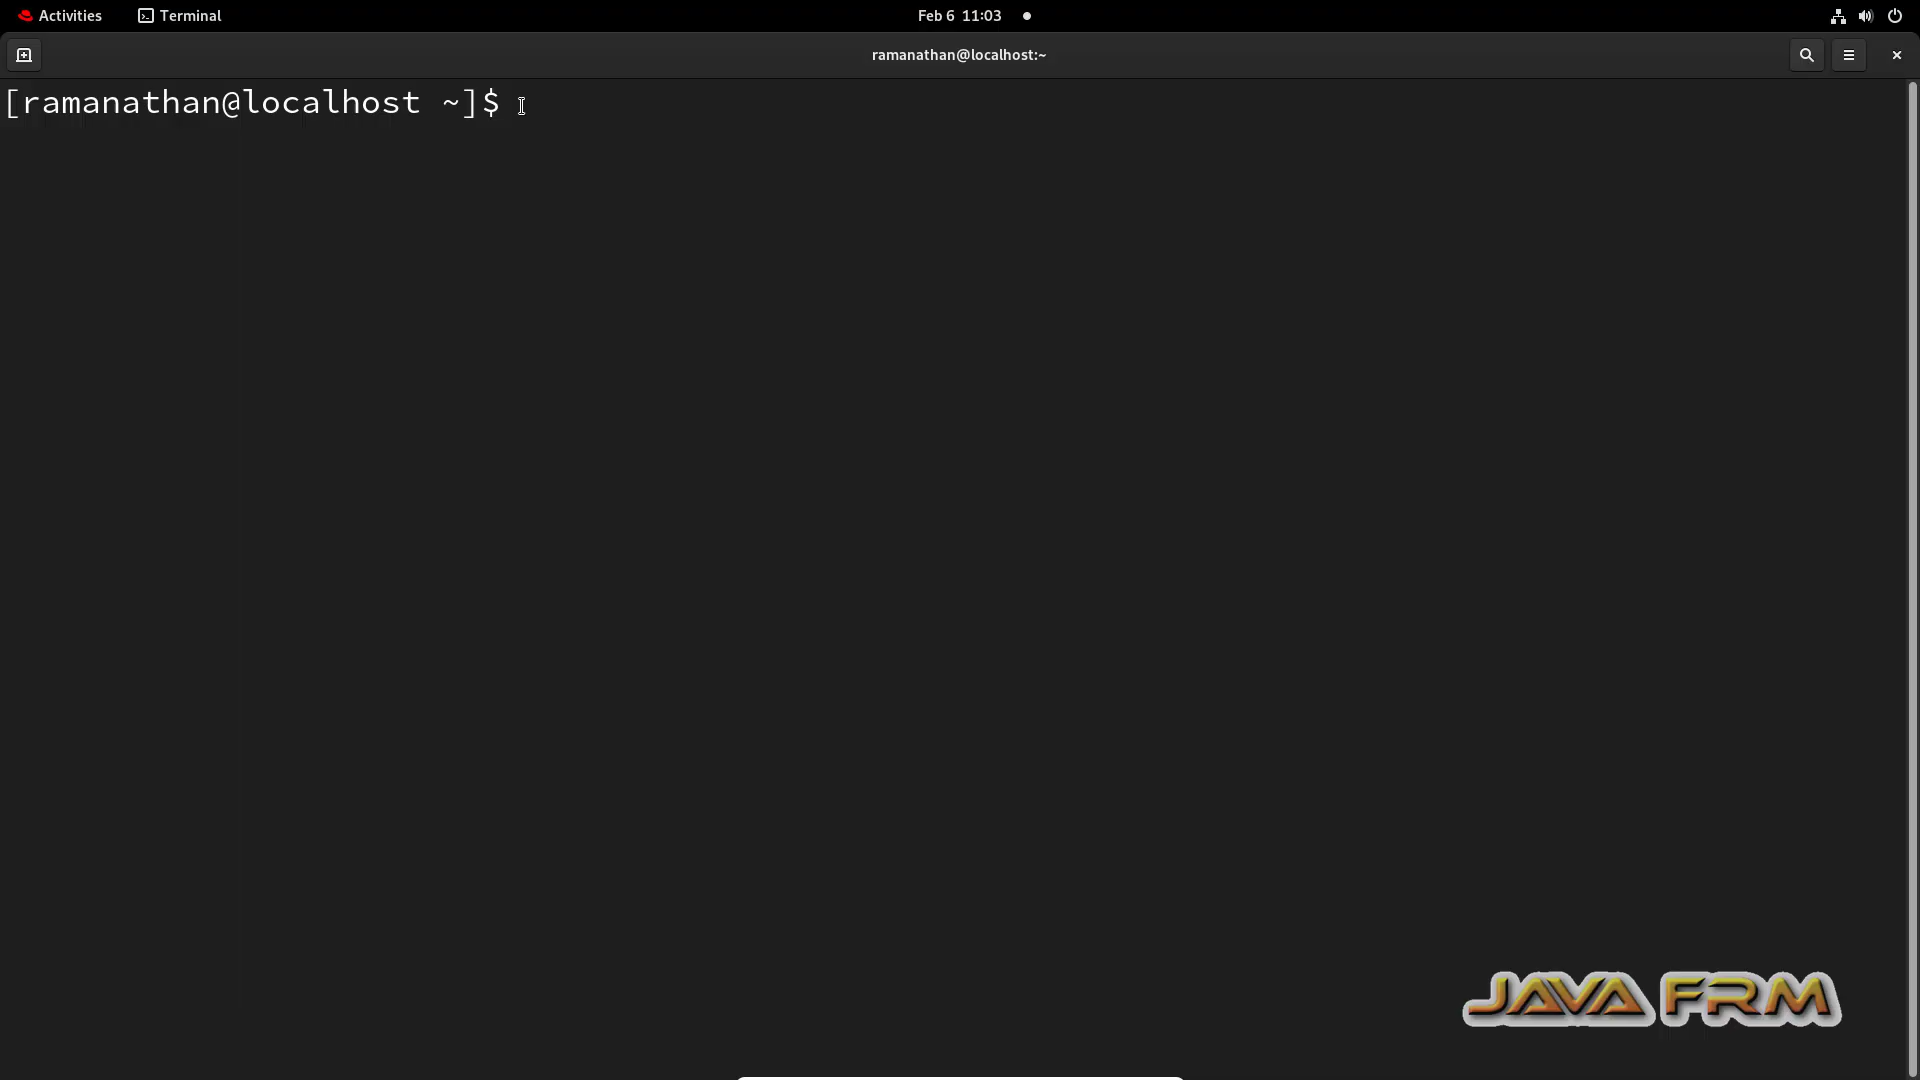 Activities
Terminal
Feb 6 11:03
ramanathan@localhost:~
[ramanathan@localhost ~]$
JAVA FRM